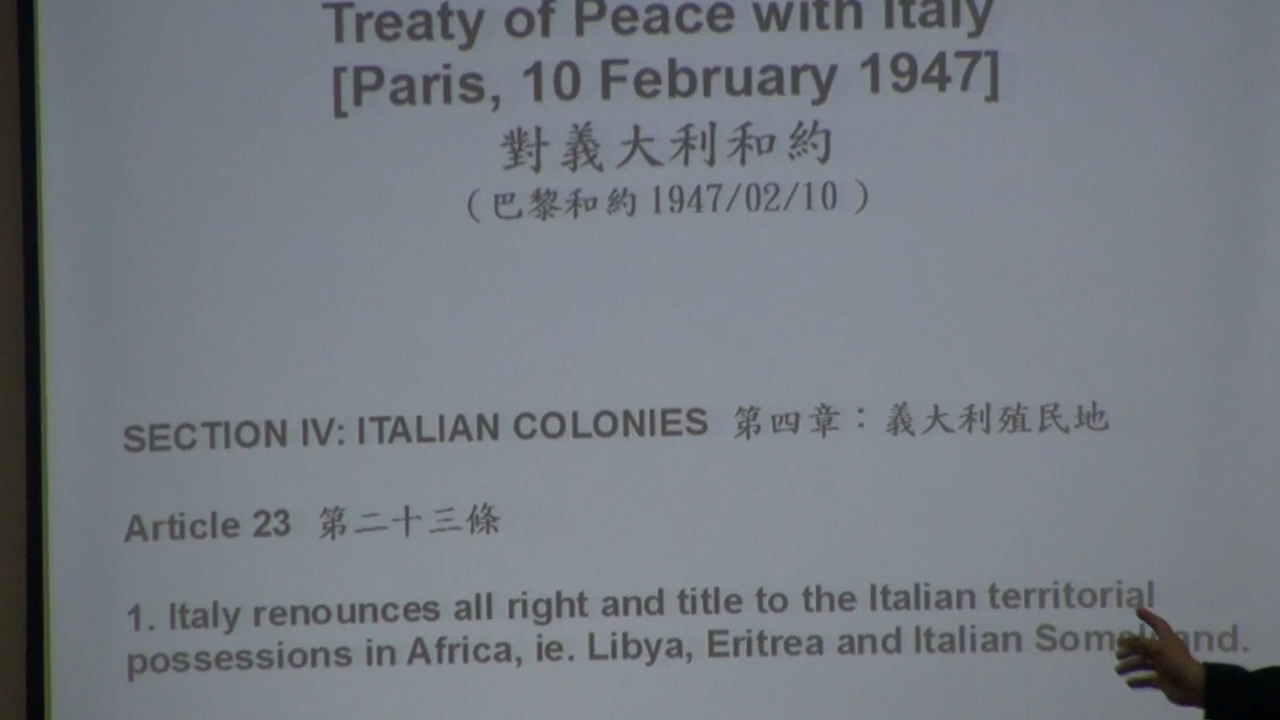 Treaty of Peace with Italy
[Paris, 10 February 1947]
對義大利和約
（巴黎和約 1947/02/10 ）
SECTION IV: ITALIAN COLONIES 第四章：義大利殖民地
Article 23 第二十三條
1. Italy renounces all right and title to the Italian territorial
possessions in Africa, ie. Libya, Eritrea and Italian